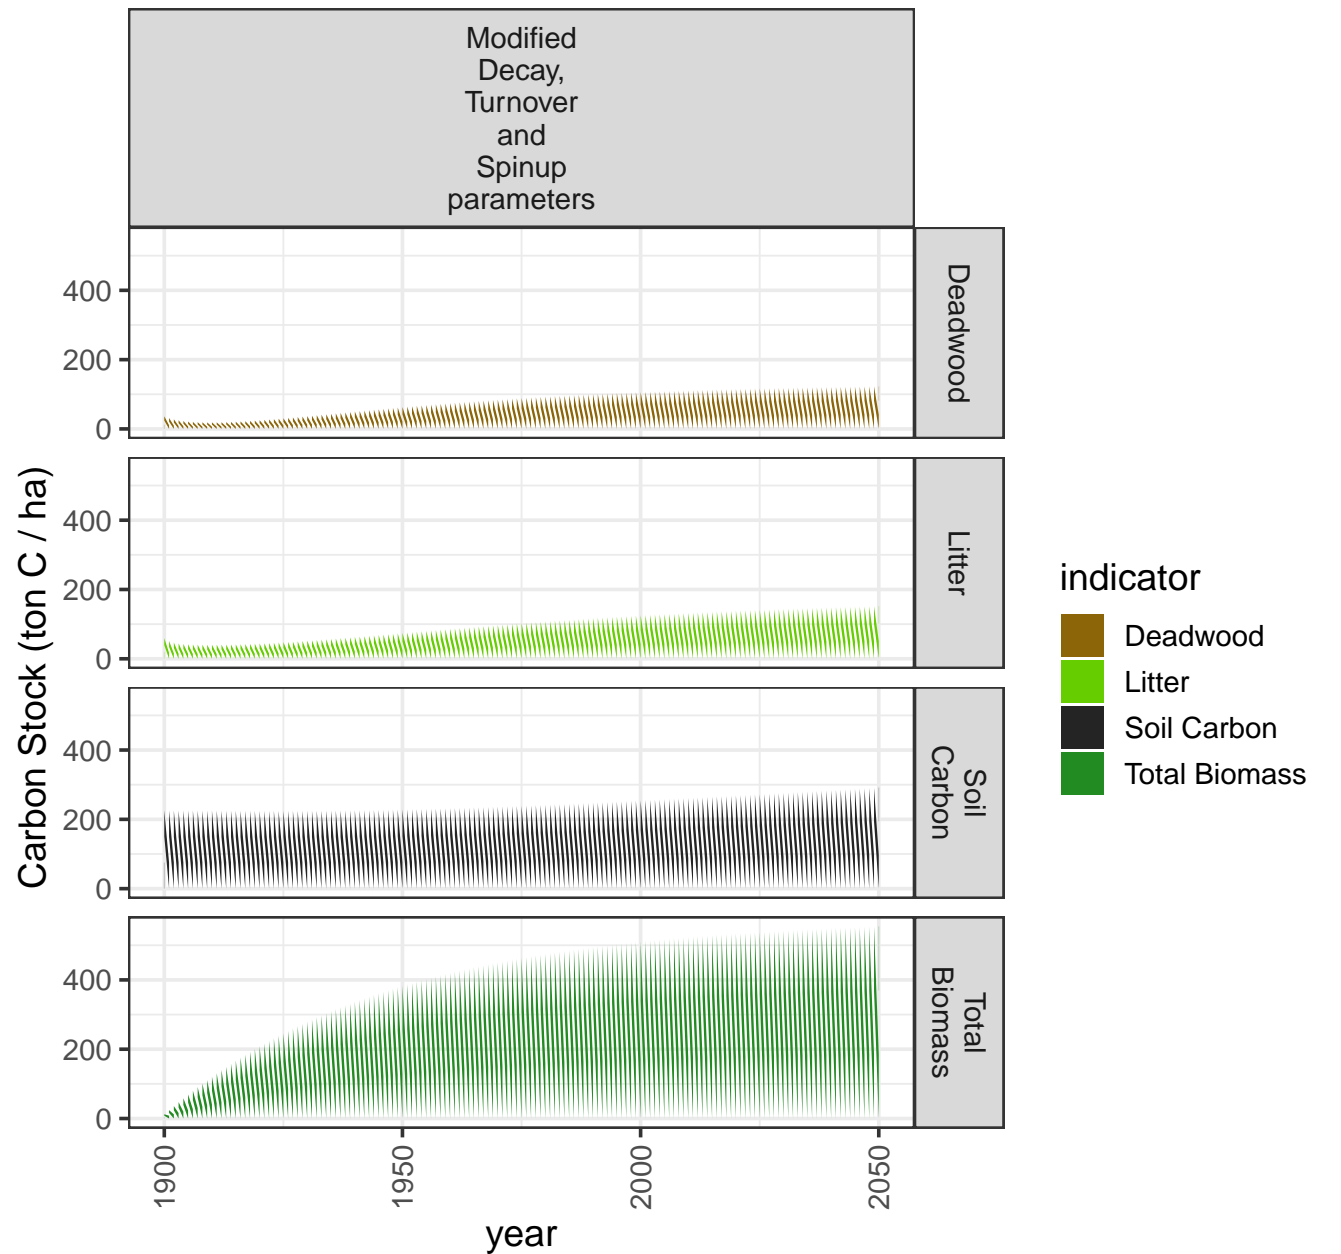 Modified
Decay,
Turnover
and
Spinup
parameters
Deadwood
400
200
0
Litter
400
200
0
Soil
Carbon
400
200
0
Total
Biomass
400
200
0
1900
1950
2000
2050
year
Carbon Stock (ton C / ha)
indicator
Deadwood
Litter
Soil Carbon
Total Biomass